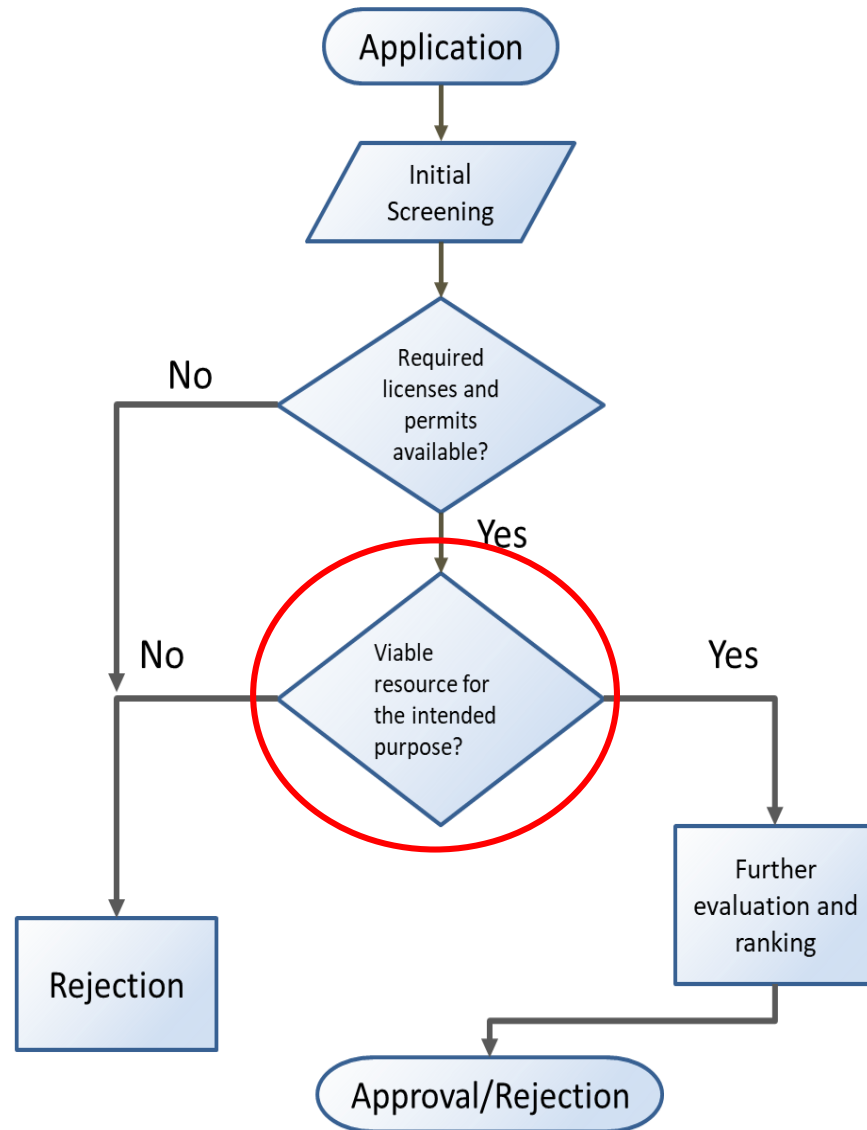 Application
Initial
Screening
Required
licenses and
permits
available?
No
Yes
Viable
resource for
the intended
purpose?
No
Yes
Further
evaluation and
ranking
Rejection
Approval/Rejection